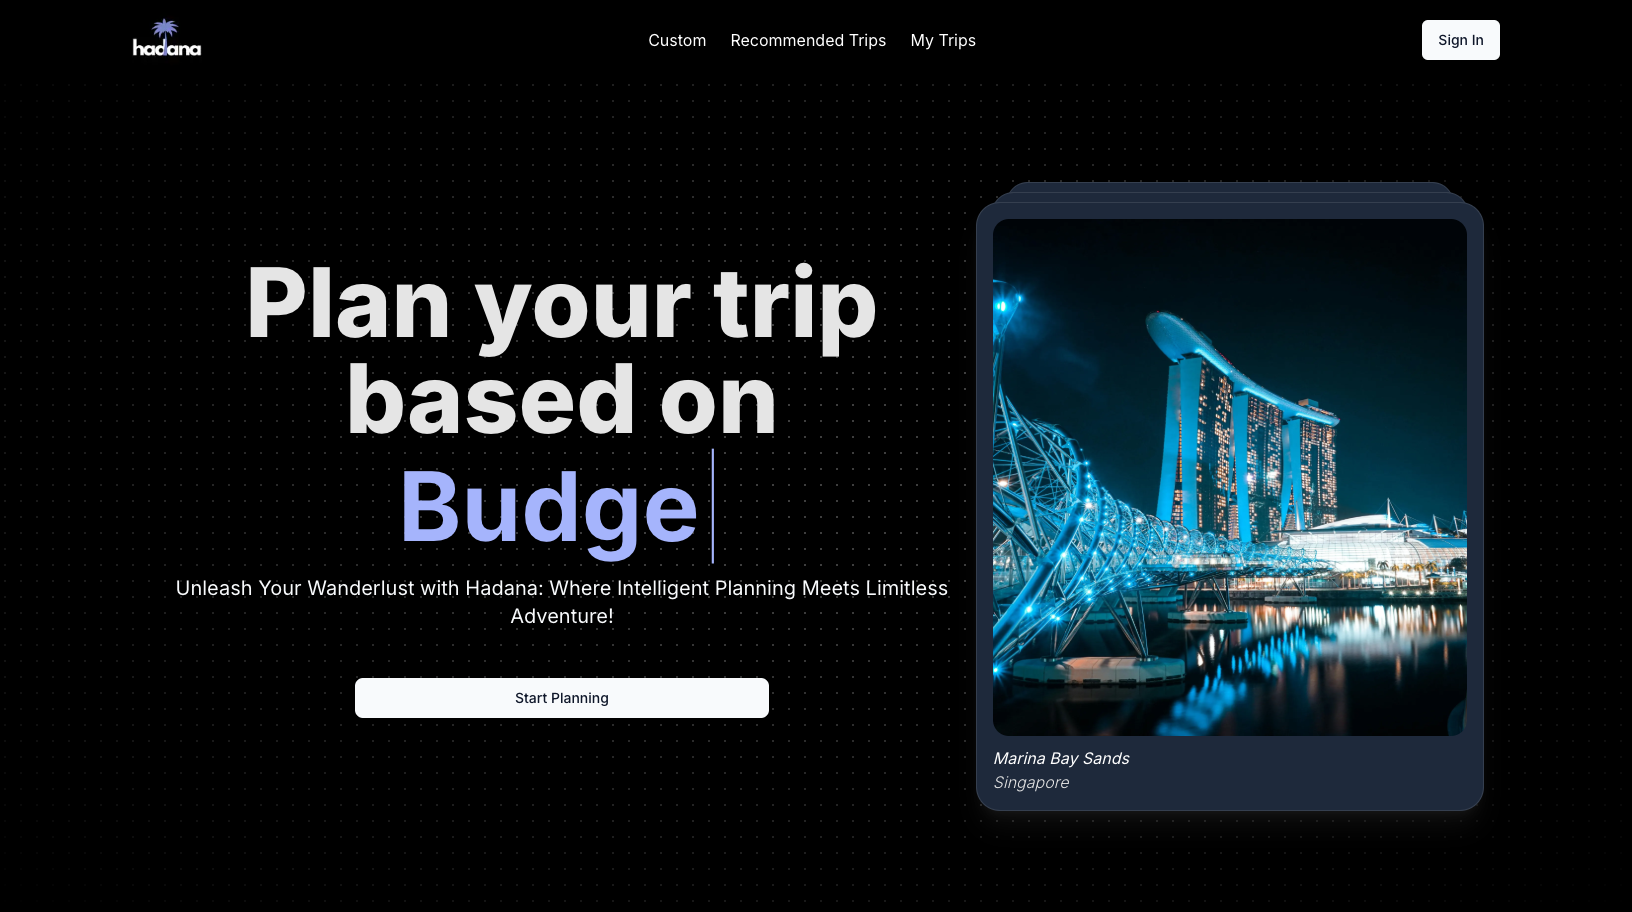 hadana
Custom
Recommended Trips
My Trips
Sign In
Plan your trip
based on
Budge
Unleash Your Wanderlust with Hadana: Where Intelligent Planning Meets Limitless
Adventure!
Start Planning
Marina Bay Sands
Singapore